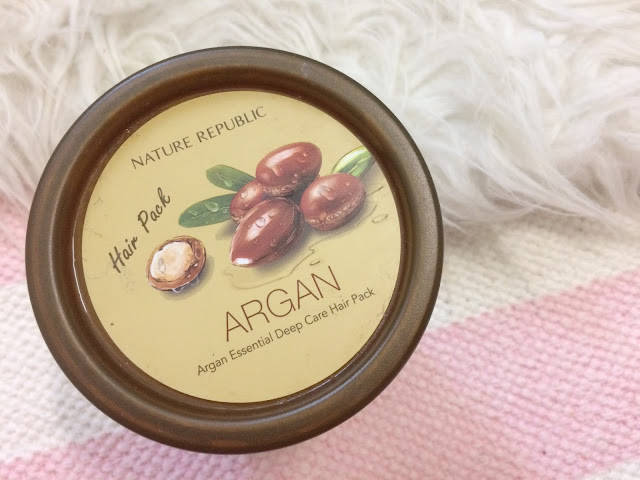 NATURE REPUBLIC
Hair Pack
ARGAN
Argan Essential Deep Care Hair Pack